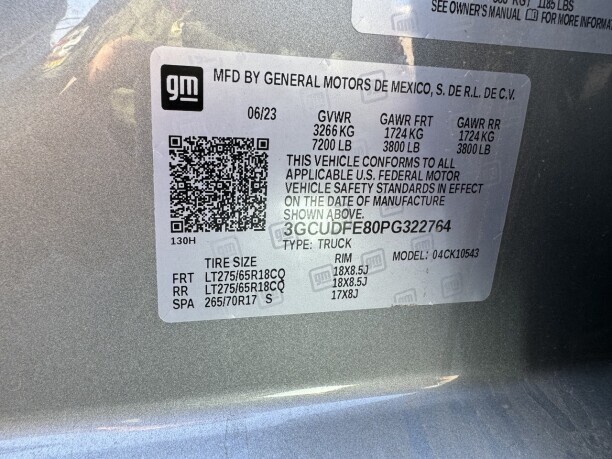 KG / 1185 LBS
SEE OWNER'S MANUAL FOR MORE INFORMA
gm
MFD BY GENERAL MOTORS DE MEXICO, S. DE R.L. DE C.V.
06/23 GVWR GAWR FRT GAWR RR
3266 KG 1724 KG 1724 KG
7200 LB 3800 LB 3800 LB
THIS VEHICLE CONFORMS TO ALL
APPLICABLE U.S. FEDERAL MOTOR
VEHICLE SAFETY STANDARDS IN EFFECT
ON THE DATE OF MANUFACTURE
SHOWN ABOVE.
3GCUDFE80PG322764
130H
TYPE: TRUCK MODEL: 04CK10543
TIRE SIZE RIM
FRT LT275/65R18CQ 18X8.5J
RR LT275/65R18CQ 18X8.5J
SPA 265/70R17 S 17X8J